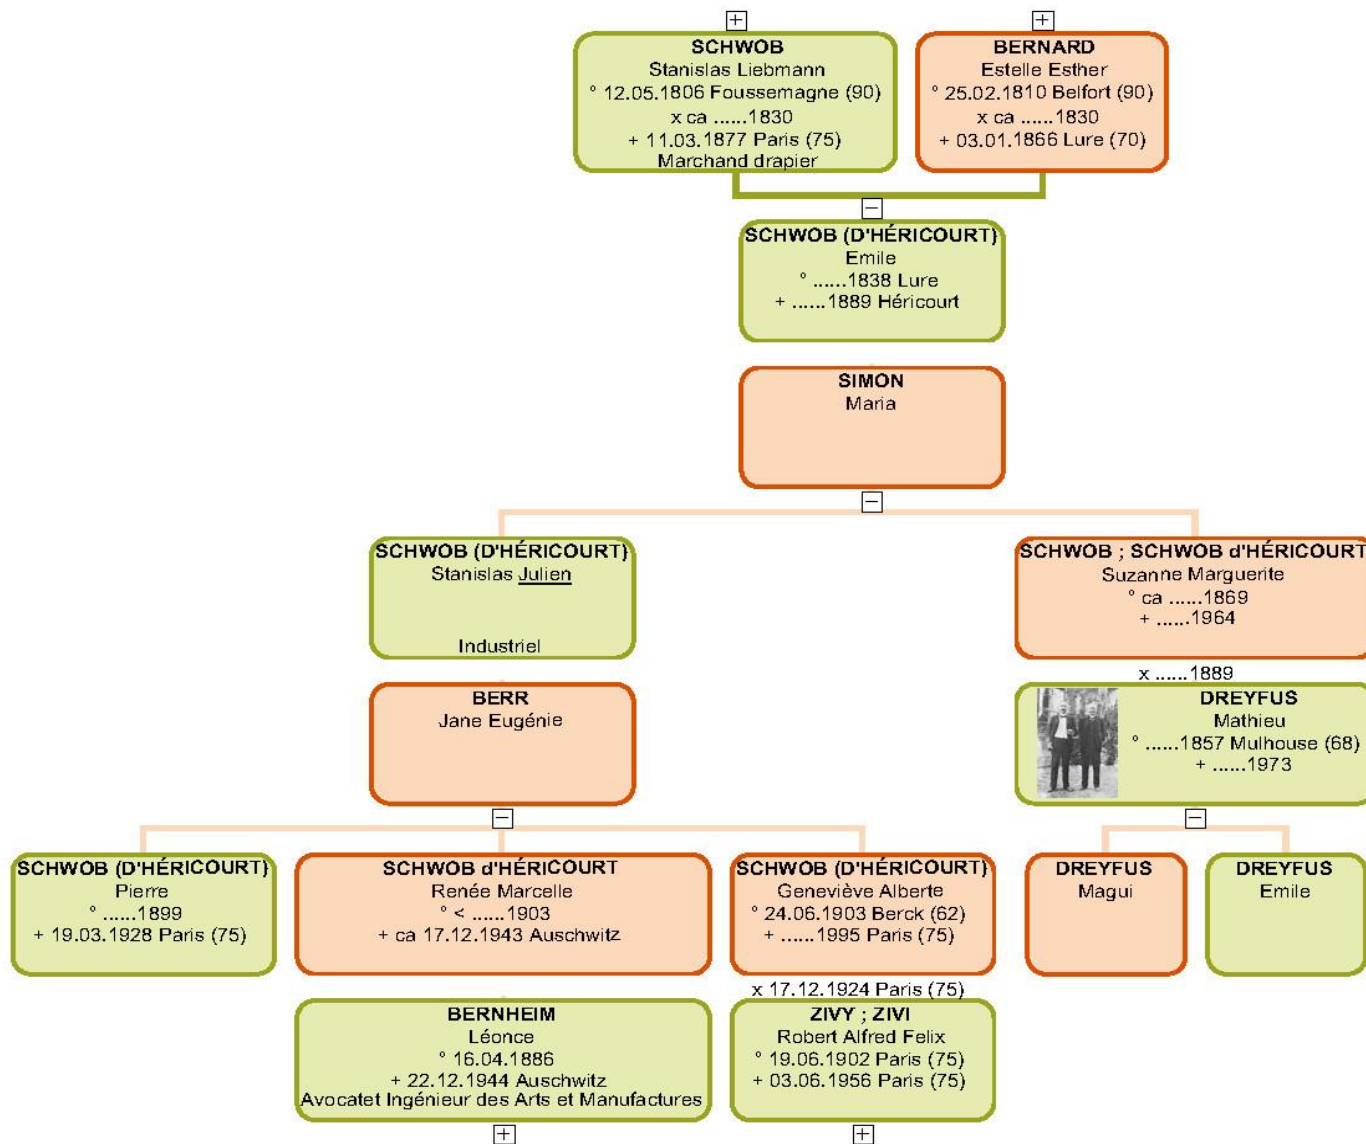 SCHWOB
Stanislas Liebmann
° 12.05.1806 Foussemagne (90)
x ca ......1830
+ 11.03.1877 Paris (75)
Marchand drapier
BERNARD
Estelle Esther
° 25.02.1810 Belfort (90)
x ca ......1830
+ 03.01.1866 Lure (70)
SCHWOB (D'HÉRICOURT)
Emile
° ......1838 Lure
+ ......1889 Héricourt
SIMON
Maria
SCHWOB (D'HÉRICOURT)
Stanislas Julien
Industriel
SCHWOB ; SCHWOB d'HÉRICOURT
Suzanne Marguerite
° ca ......1869
+ ......1964
BERR
Jane Eugénie
x ......1889
DREYFUS
Mathieu
° ......1857 Mulhouse (68)
+ ......1973
SCHWOB (D'HÉRICOURT)
Pierre
° ......1899
+ 19.03.1928 Paris (75)
SCHWOB d'HÉRICOURT
Renée Marcelle
° < ......1903
+ ca 17.12.1943 Auschwitz
SCHWOB (D'HÉRICOURT)
Geneviève Alberte
° 24.06.1903 Berck (62)
+ ......1995 Paris (75)
DREYFUS
Magui
DREYFUS
Emile
BERNHEIM
Léonce
° 16.04.1886
+ 22.12.1944 Auschwitz
Avocatet Ingénieur des Arts et Manufactures
x 17.12.1924 Paris (75)
ZIVY ; ZIVI
Robert Alfred Felix
° 19.06.1902 Paris (75)
+ 03.06.1956 Paris (75)